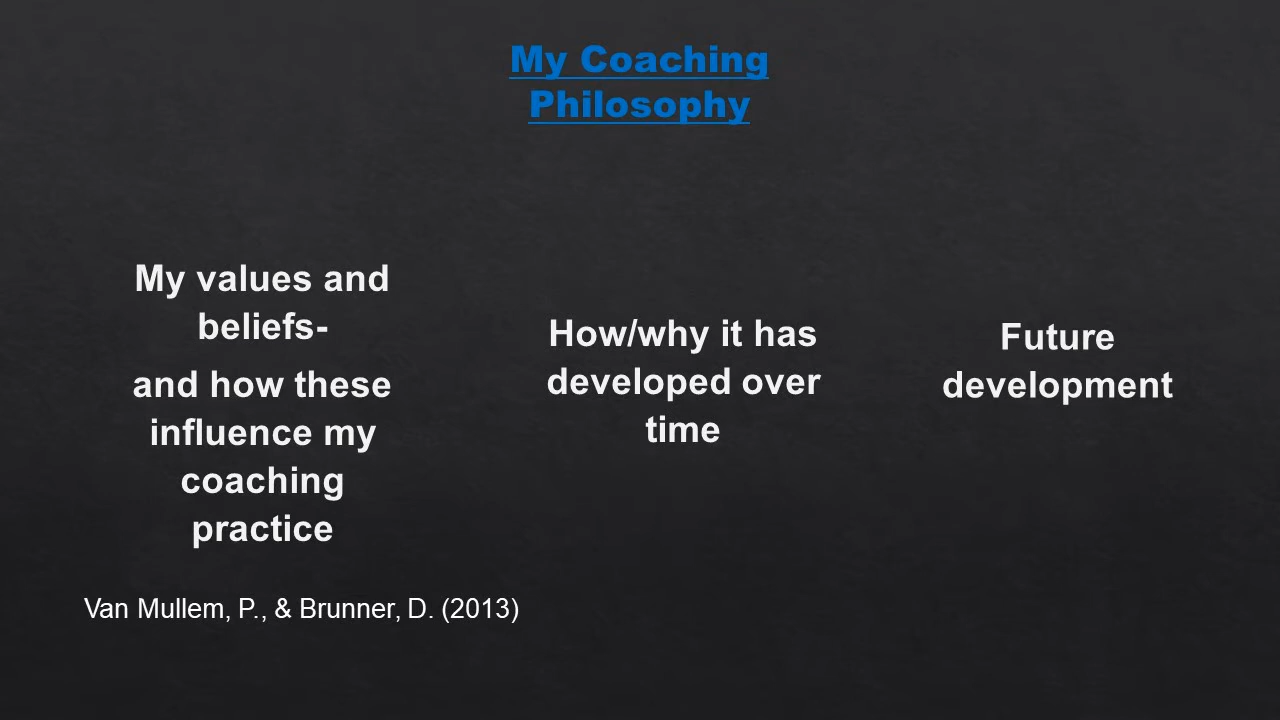 My Coaching
Philosophy
My values and
beliefs-
and how these
influence my
coaching
practice
How/why it has
developed over
time
Future
development
Van Mullem, P., & Brunner, D. (2013)